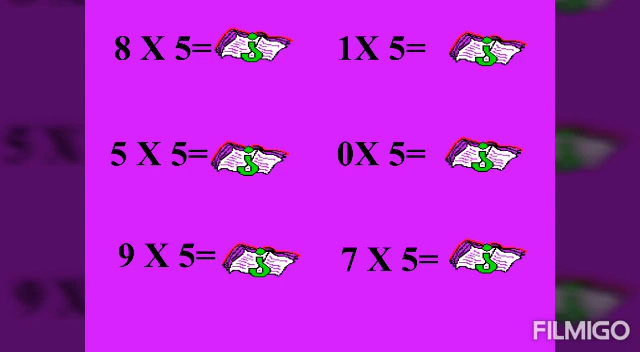 8 X 5= ؟ 1X 5= ؟
5 X 5= ؟ 0X 5= ؟
9 X 5= ؟ 7 X 5= ؟
FILMIGO